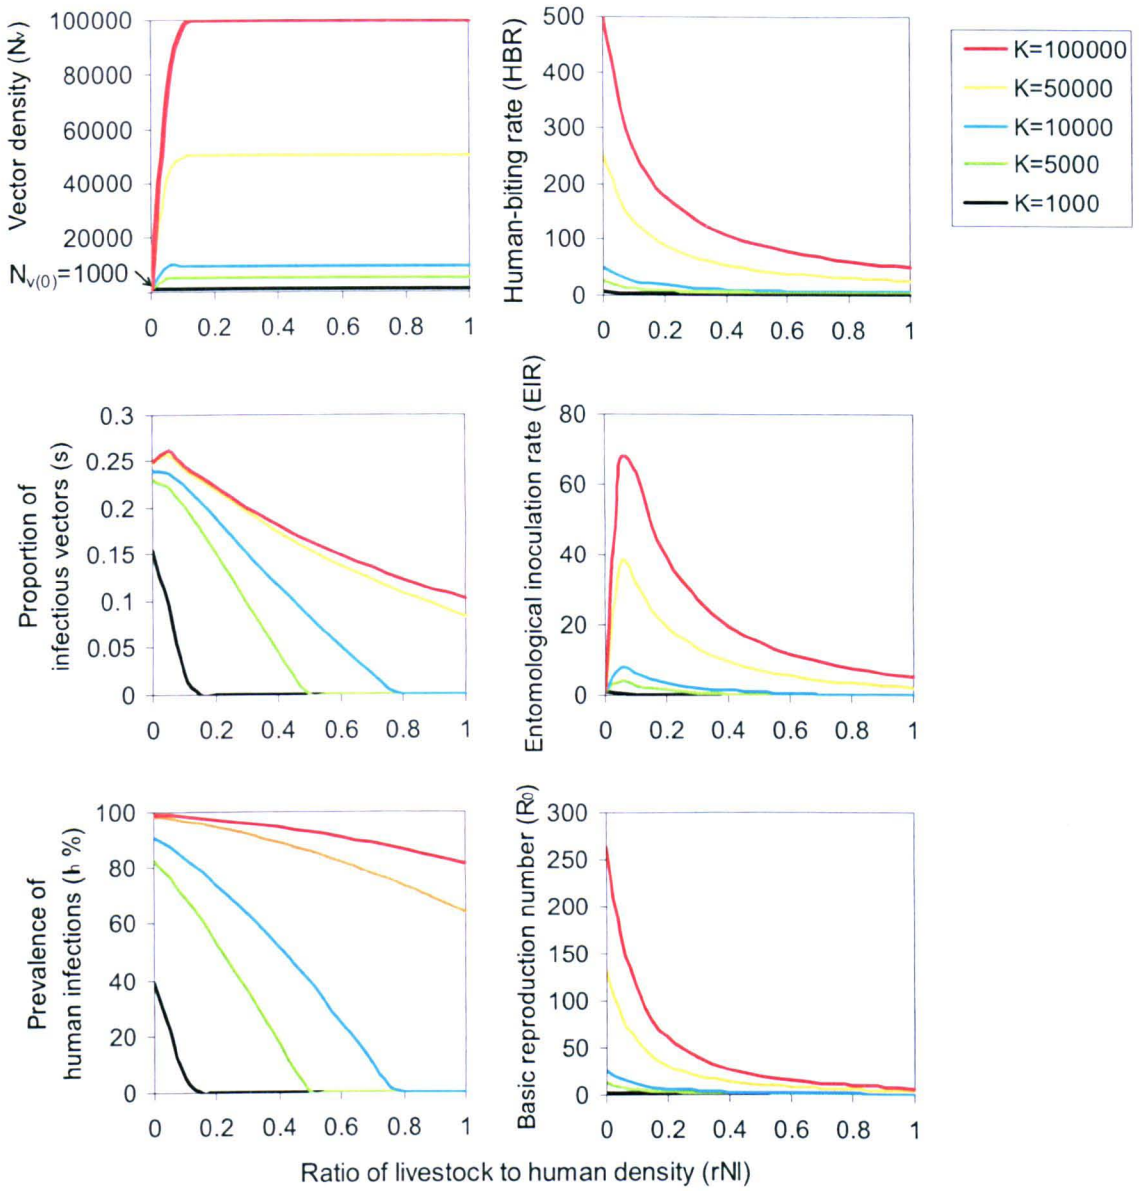 Vector density (Nv)
100000
80000
60000
40000
20000
Nv(0)=1000
0 0.2 0.4 0.6 0.8 1
Human-biting rate (HBR)
500
400
300
200
100
0
0 0.2 0.4 0.6 0.8 1
K=100000
K=50000
K=10000
K=5000
K=1000
Proportion of
infectious vectors (s)
0.3
0.25
0.2
0.15
0.1
0.05
0
0 0.2 0.4 0.6 0.8 1
Entomological inoculation rate (EIR)
80
60
40
20
0
0 0.2 0.4 0.6 0.8 1
Prevalence of
human infections (Ih %)
100
80
60
40
20
0
0 0.2 0.4 0.6 0.8 1
Basic reproduction number (R0)
300
250
200
150
100
50
0
0 0.2 0.4 0.6 0.8 1
Ratio of livestock to human density (rNl)